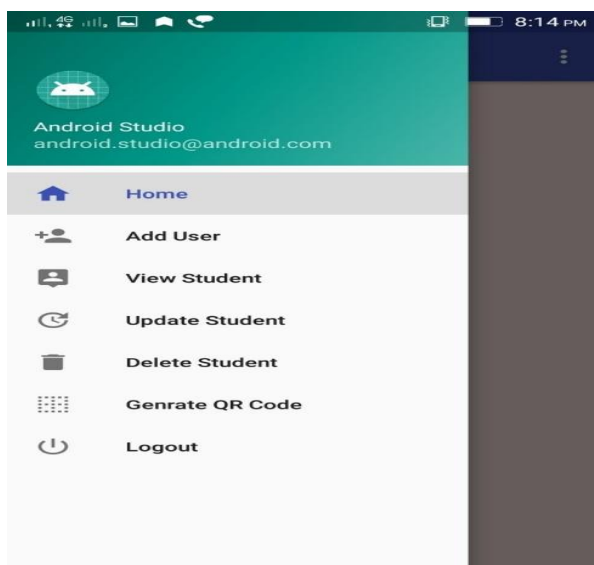 4G 8:14 PM
Android Studio
android.studio@android.com
Home
Add User
View Student
Update Student
Delete Student
Genrate QR Code
Logout